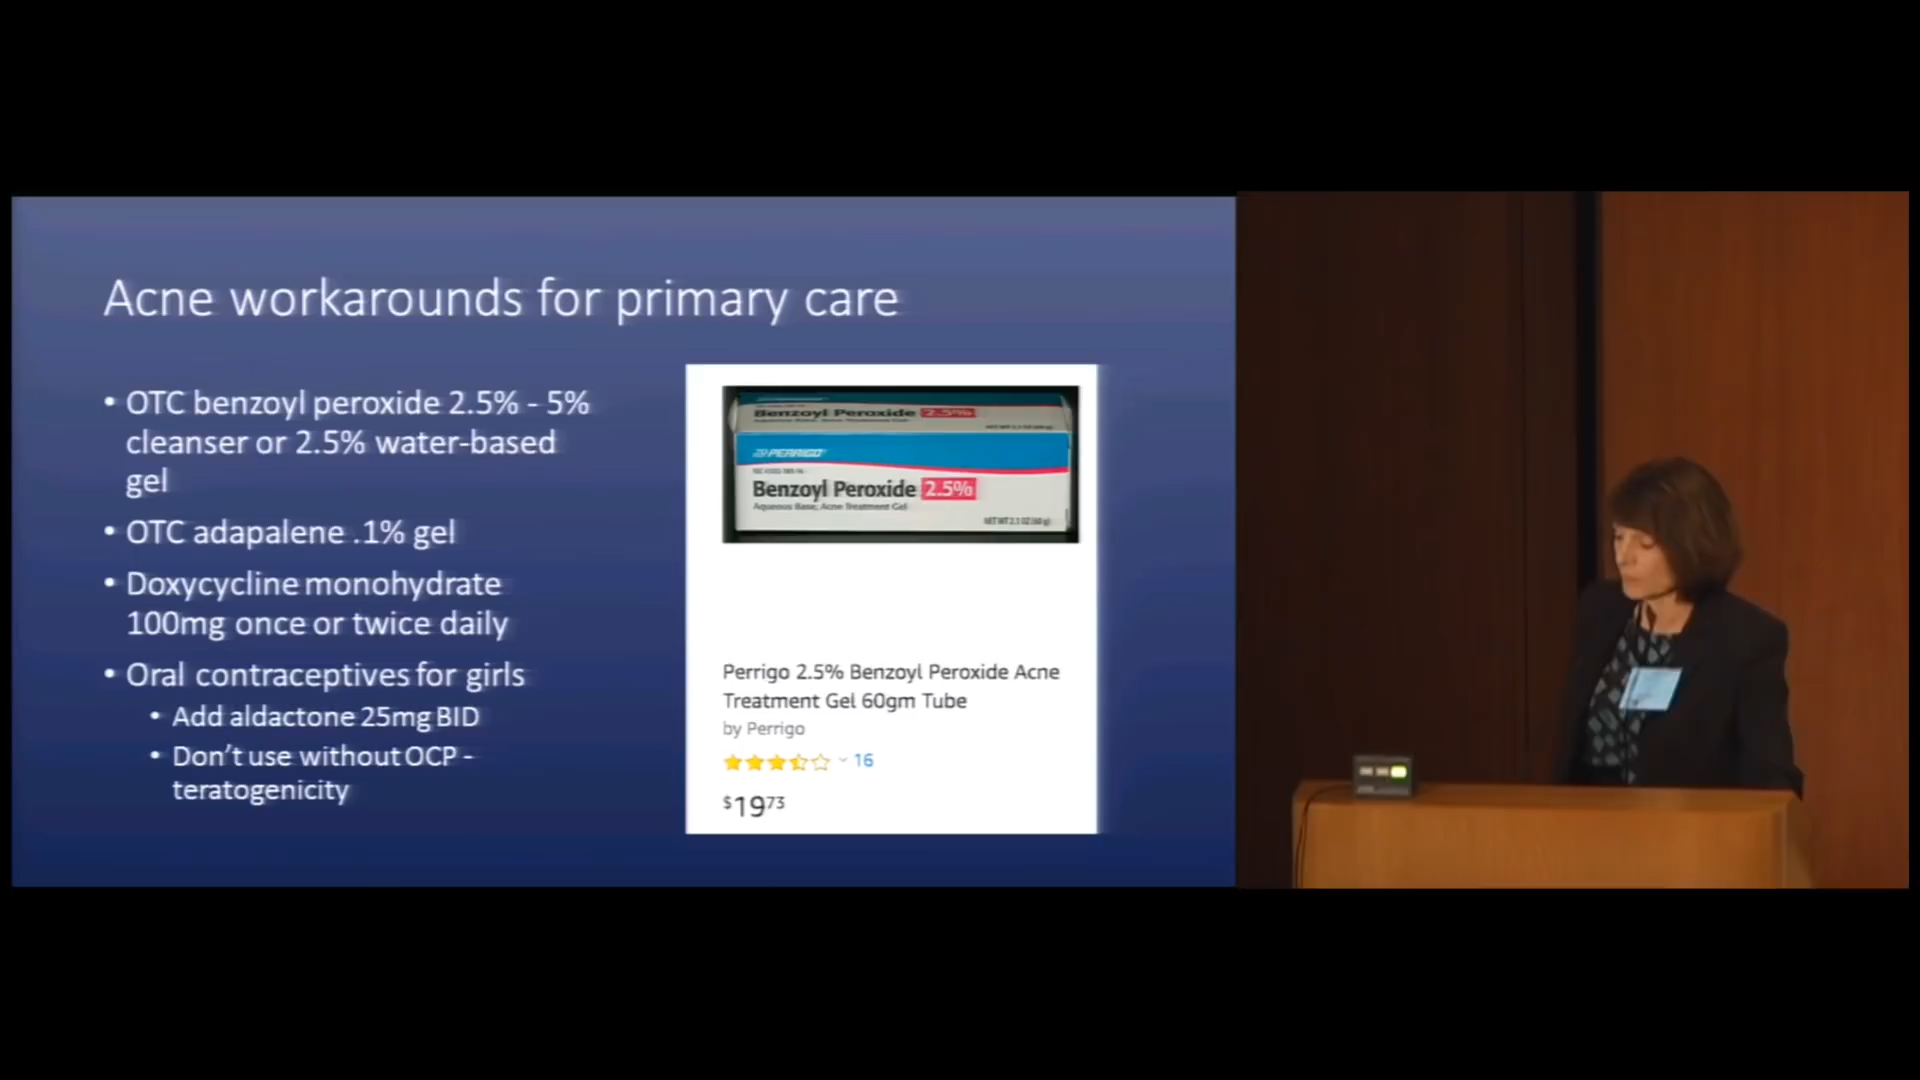 Acne workarounds for primary care
• OTC benzoyl peroxide 2.5% - 5%
cleanser or 2.5% water-based
gel
• OTC adapalene .1% gel
• Doxycycline monohydrate
100mg once or twice daily
• Oral contraceptives for girls
• Add aldactone 25mg BID
• Don't use without OCP -
teratogenicity
Benzoyl Peroxide 2.5%
PERRIGO
Benzoyl Peroxide 2.5%
Aqueous Base, Acne Treatment Gel
NET WT 2.1 OZ (60 g)
Perrigo 2.5% Benzoyl Peroxide Acne
Treatment Gel 60gm Tube
by Perrigo
16
$19.73